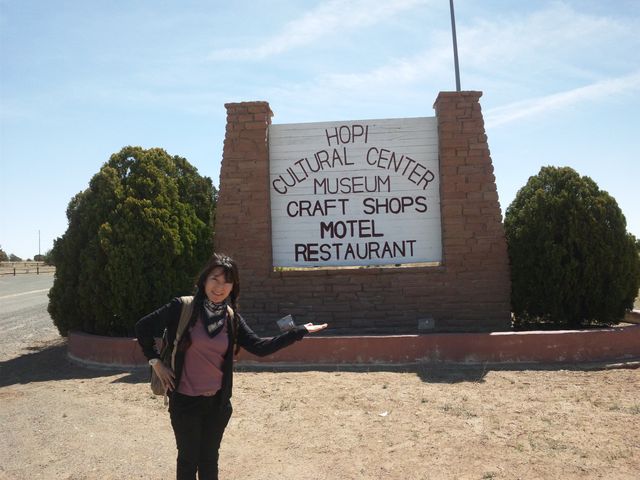 HOPI
CULTURAL CENTER
MUSEUM
CRAFT SHOPS
MOTEL
RESTAURANT